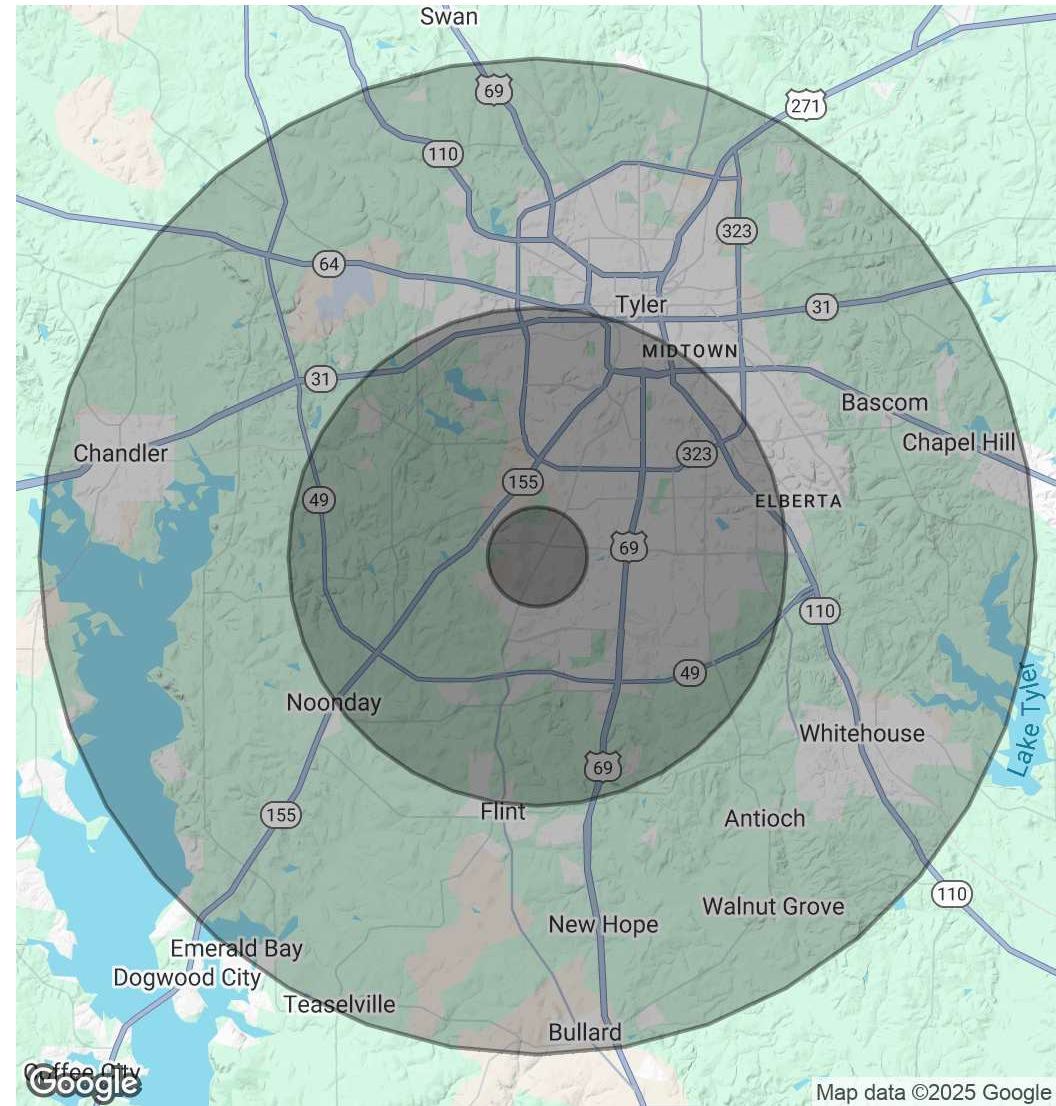 Swan
69
271
110
323
64
Tyler
31
MIDTOWN
31
Bascom
Chapel Hill
Chandler
323
155
49
ELBERTA
69
110
49
Noonday
Lake Tyler
Whitehouse
69
Flint
155
Antioch
110
Walnut Grove
New Hope
Emerald Bay
Dogwood City
Teaselville
Bullard
Coffee City
Google
Map data ©2025 Google